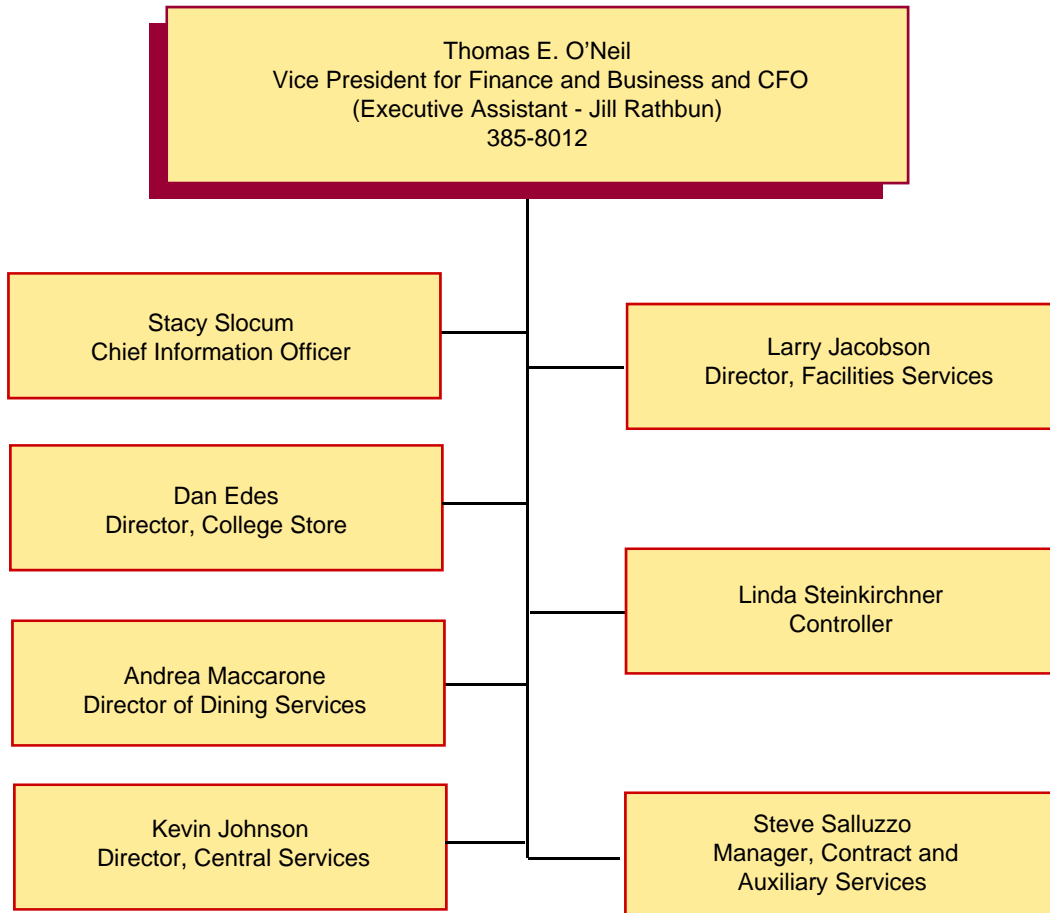 Thomas E. O’Neil
Vice President for Finance and Business and CFO
(Executive Assistant - Jill Rathbun)
385-8012
Stacy Slocum
Chief Information Officer
Larry Jacobson
Director, Facilities Services
Dan Edes
Director, College Store
Linda Steinkirchner
Controller
Andrea Maccarone
Director of Dining Services
Kevin Johnson
Director, Central Services
Steve Salluzzo
Manager, Contract and
Auxiliary Services